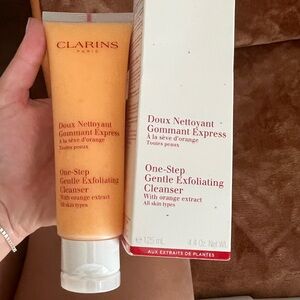 CLARINS
PARIS
Doux Nettoyant
Gommant Express
À la sève d'orange
Toutes peaux
One-Step
Gentle Exfoliating
Cleanser
With orange extract
All skin types
Doux Nettoyant
Gommant Express
À la sève d'orange
Toutes peaux
One-Step
Gentle Exfoliating
Cleanser
With orange extract
All skin types
e 125 mL 4.4 Oz. Net Wt.
AUX EXTRAITS DE PLANTES